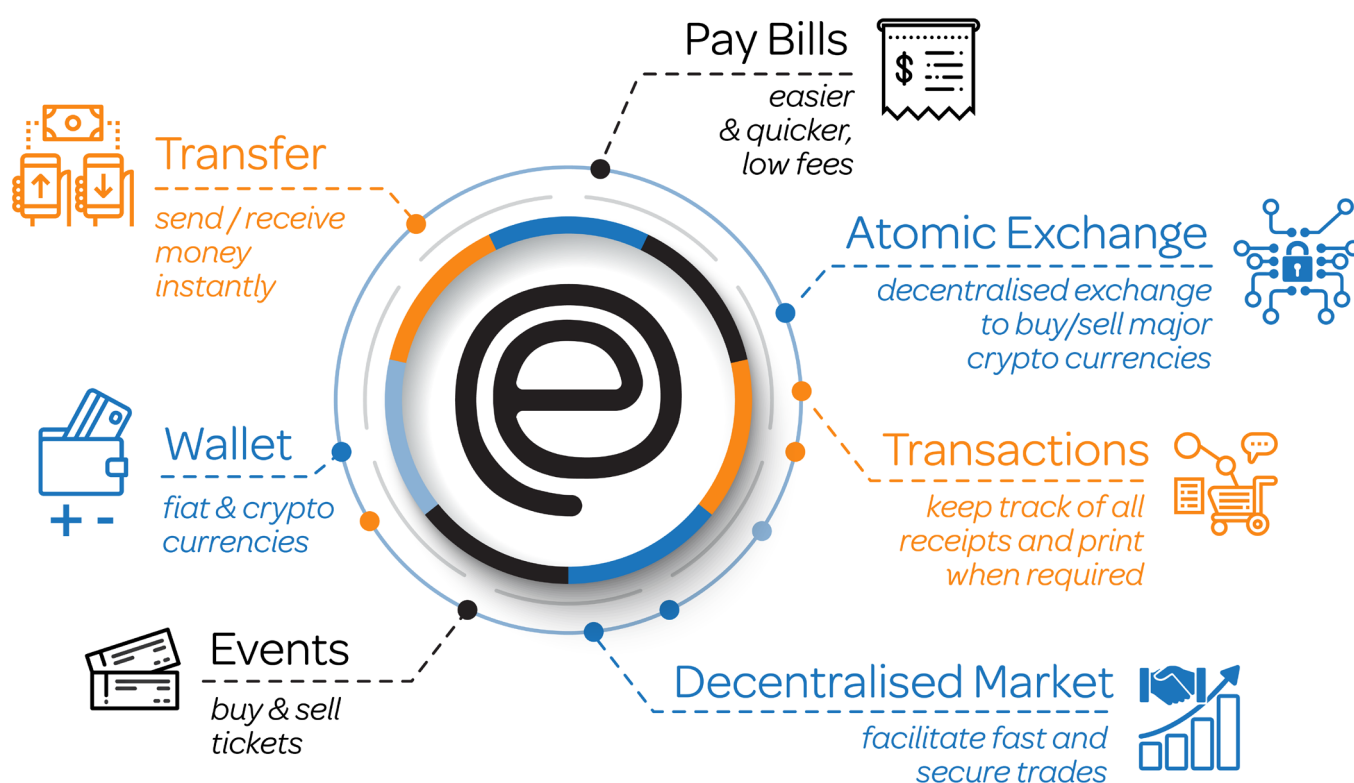 Pay Bills
easier
& quicker,
low fees
$
Transfer
send / receive
money
instantly
Atomic Exchange
decentralised exchange
to buy/sell major
crypto currencies
e
Wallet
fiat & crypto
currencies
+ -
Transactions
keep track of all
receipts and print
when required
Events
buy & sell
tickets
Decentralised Market
facilitate fast and
secure trades